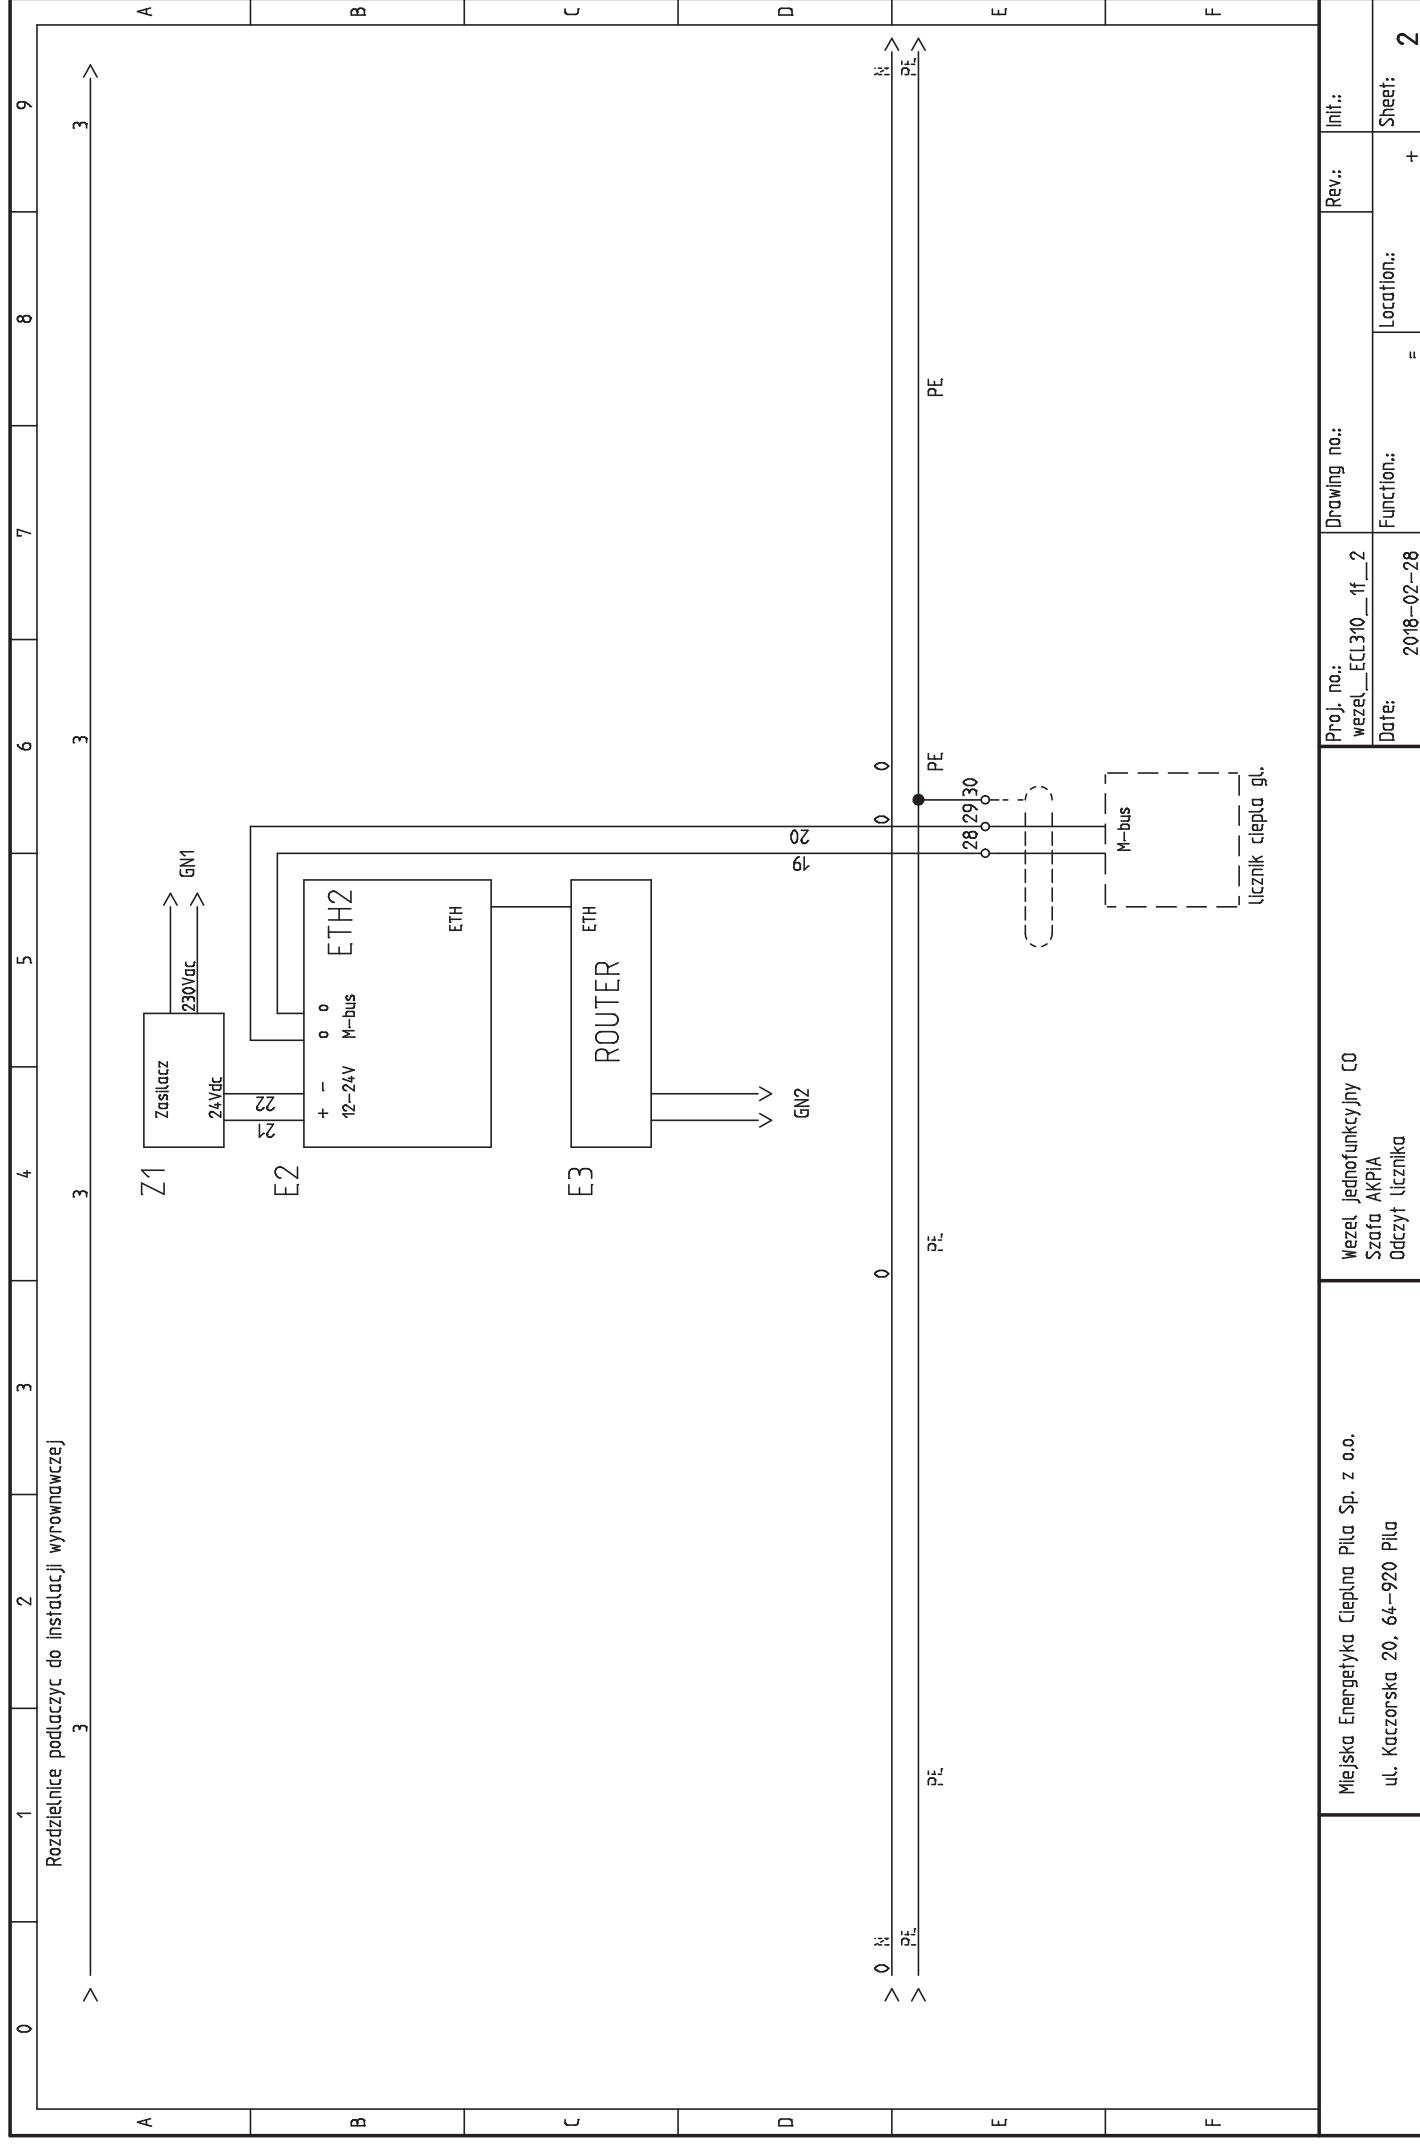 0 1 2 3 4 5 6 7 8 9
Rozdzielnice podlaczyc do instalacji wyrownawczej
3 3 3 3
A A
Z1
Zasilacz
24Vdc
230Vac
GN1
21 22
B B
E2
+ - o o
12-24V M-bus
ETH2
ETH
C C
E3
ROUTER
ETH
D D
GN2
19 20
0 N 0 0 0 N
PE PE
PE PE PE PE
28 29 30
E E
M-bus
F F
licznik ciepla gl.
Miejska Energetyka Cieplna Pila Sp. z o.o.
ul. Kaczorska 20, 64-920 Pila
Wezel jednofunkcyjny CO
Szafa AKPiA
Odczyt licznika
Proj. no.:
wezel_ECL310_1f_2
Drawing no.:
Rev.:
Init.:
Date:
2018-02-28
Function.:
=
Location.:
+
Sheet:
2